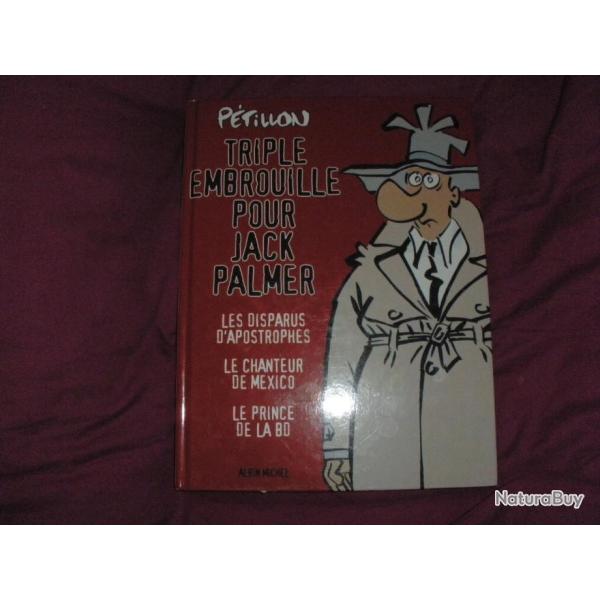 PÉTILLON
TRIPLE
EMBROUILLE
POUR
JACK
PALMER
LES DISPARUS
D'APOSTROPHES
LE CHANTEUR
DE MEXICO
LE PRINCE
DE LA BD
ALBIN MICHEL
NaturaBuy